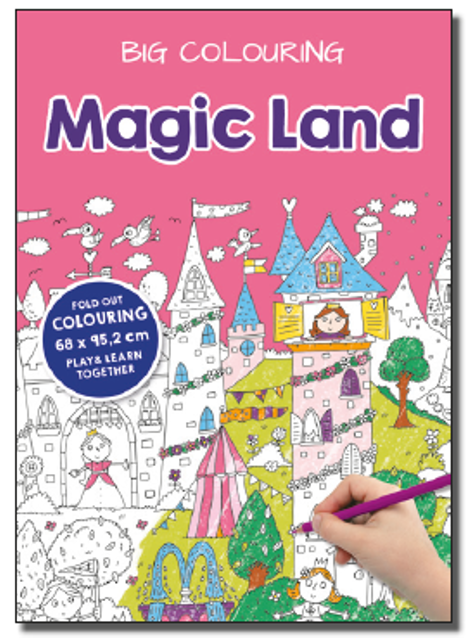 BIG COLOURING
Magic Land
FOLD OUT
COLOURING
68 x 95,2 cm
PLAY& LEARN
TOGETHER